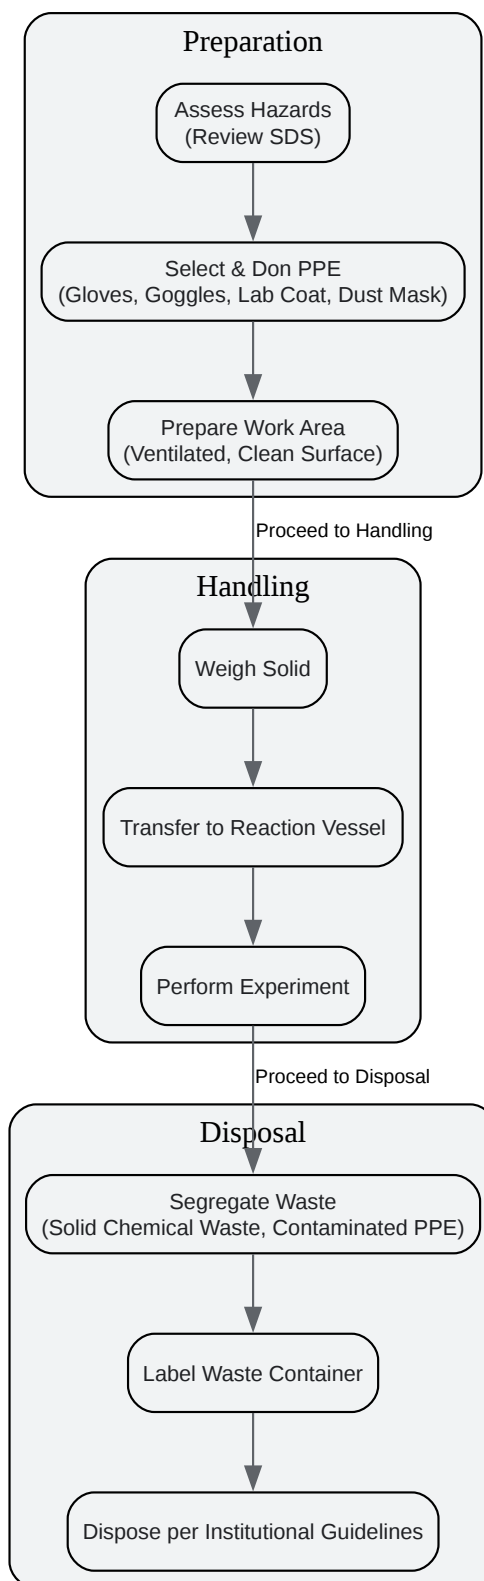 Preparation
Assess Hazards
(Review SDS)
Select & Don PPE
(Gloves, Goggles, Lab Coat, Dust Mask)
Prepare Work Area
(Ventilated, Clean Surface)
Proceed to Handling
Handling
Weigh Solid
Transfer to Reaction Vessel
Perform Experiment
Proceed to Disposal
Disposal
Segregate Waste
(Solid Chemical Waste, Contaminated PPE)
Label Waste Container
Dispose per Institutional Guidelines